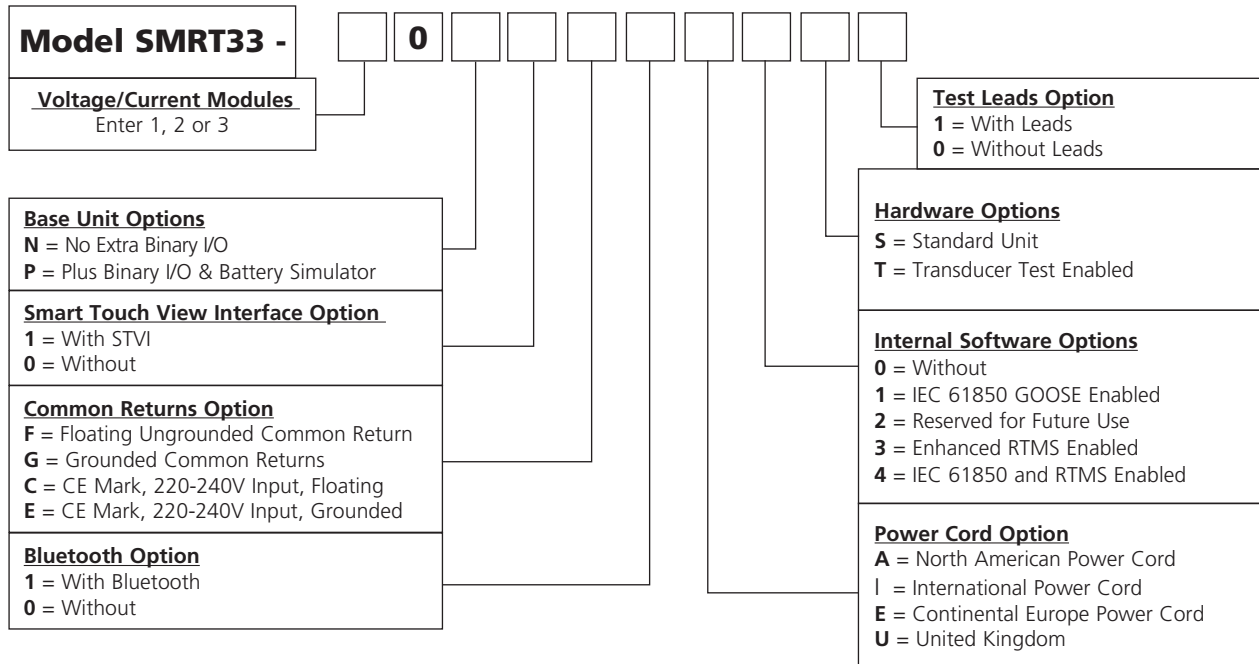 Model SMRT33 - 0
Voltage/Current Modules
Enter 1, 2 or 3
Base Unit Options
N = No Extra Binary I/O
P = Plus Binary I/O & Battery Simulator
Smart Touch View Interface Option
1 = With STVI
0 = Without
Common Returns Option
F = Floating Ungrounded Common Return
G = Grounded Common Returns
C = CE Mark, 220-240V Input, Floating
E = CE Mark, 220-240V Input, Grounded
Bluetooth Option
1 = With Bluetooth
0 = Without
Test Leads Option
1 = With Leads
0 = Without Leads
Hardware Options
S = Standard Unit
T = Transducer Test Enabled
Internal Software Options
0 = Without
1 = IEC 61850 GOOSE Enabled
2 = Reserved for Future Use
3 = Enhanced RTMS Enabled
4 = IEC 61850 and RTMS Enabled
Power Cord Option
A = North American Power Cord
I = International Power Cord
E = Continental Europe Power Cord
U = United Kingdom